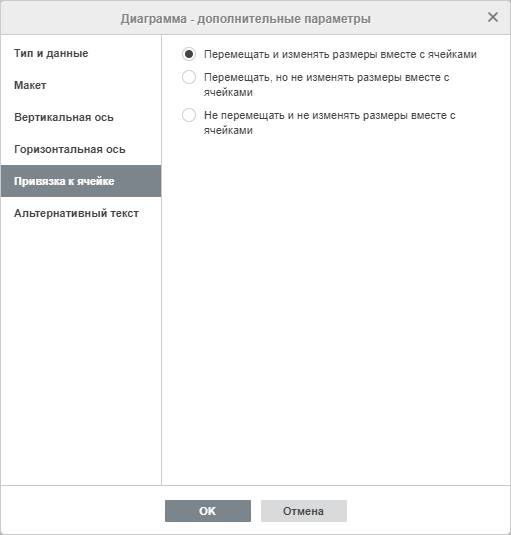 Диаграмма - дополнительные параметры
Тип и данные
Макет
Вертикальная ось
Горизонтальная ось
Привязка к ячейке
Альтернативный текст
Перемещать и изменять размеры вместе с ячейками
Перемещать, но не изменять размеры вместе с
ячейками
Не перемещать и не изменять размеры вместе с
ячейками
OK
Отмена